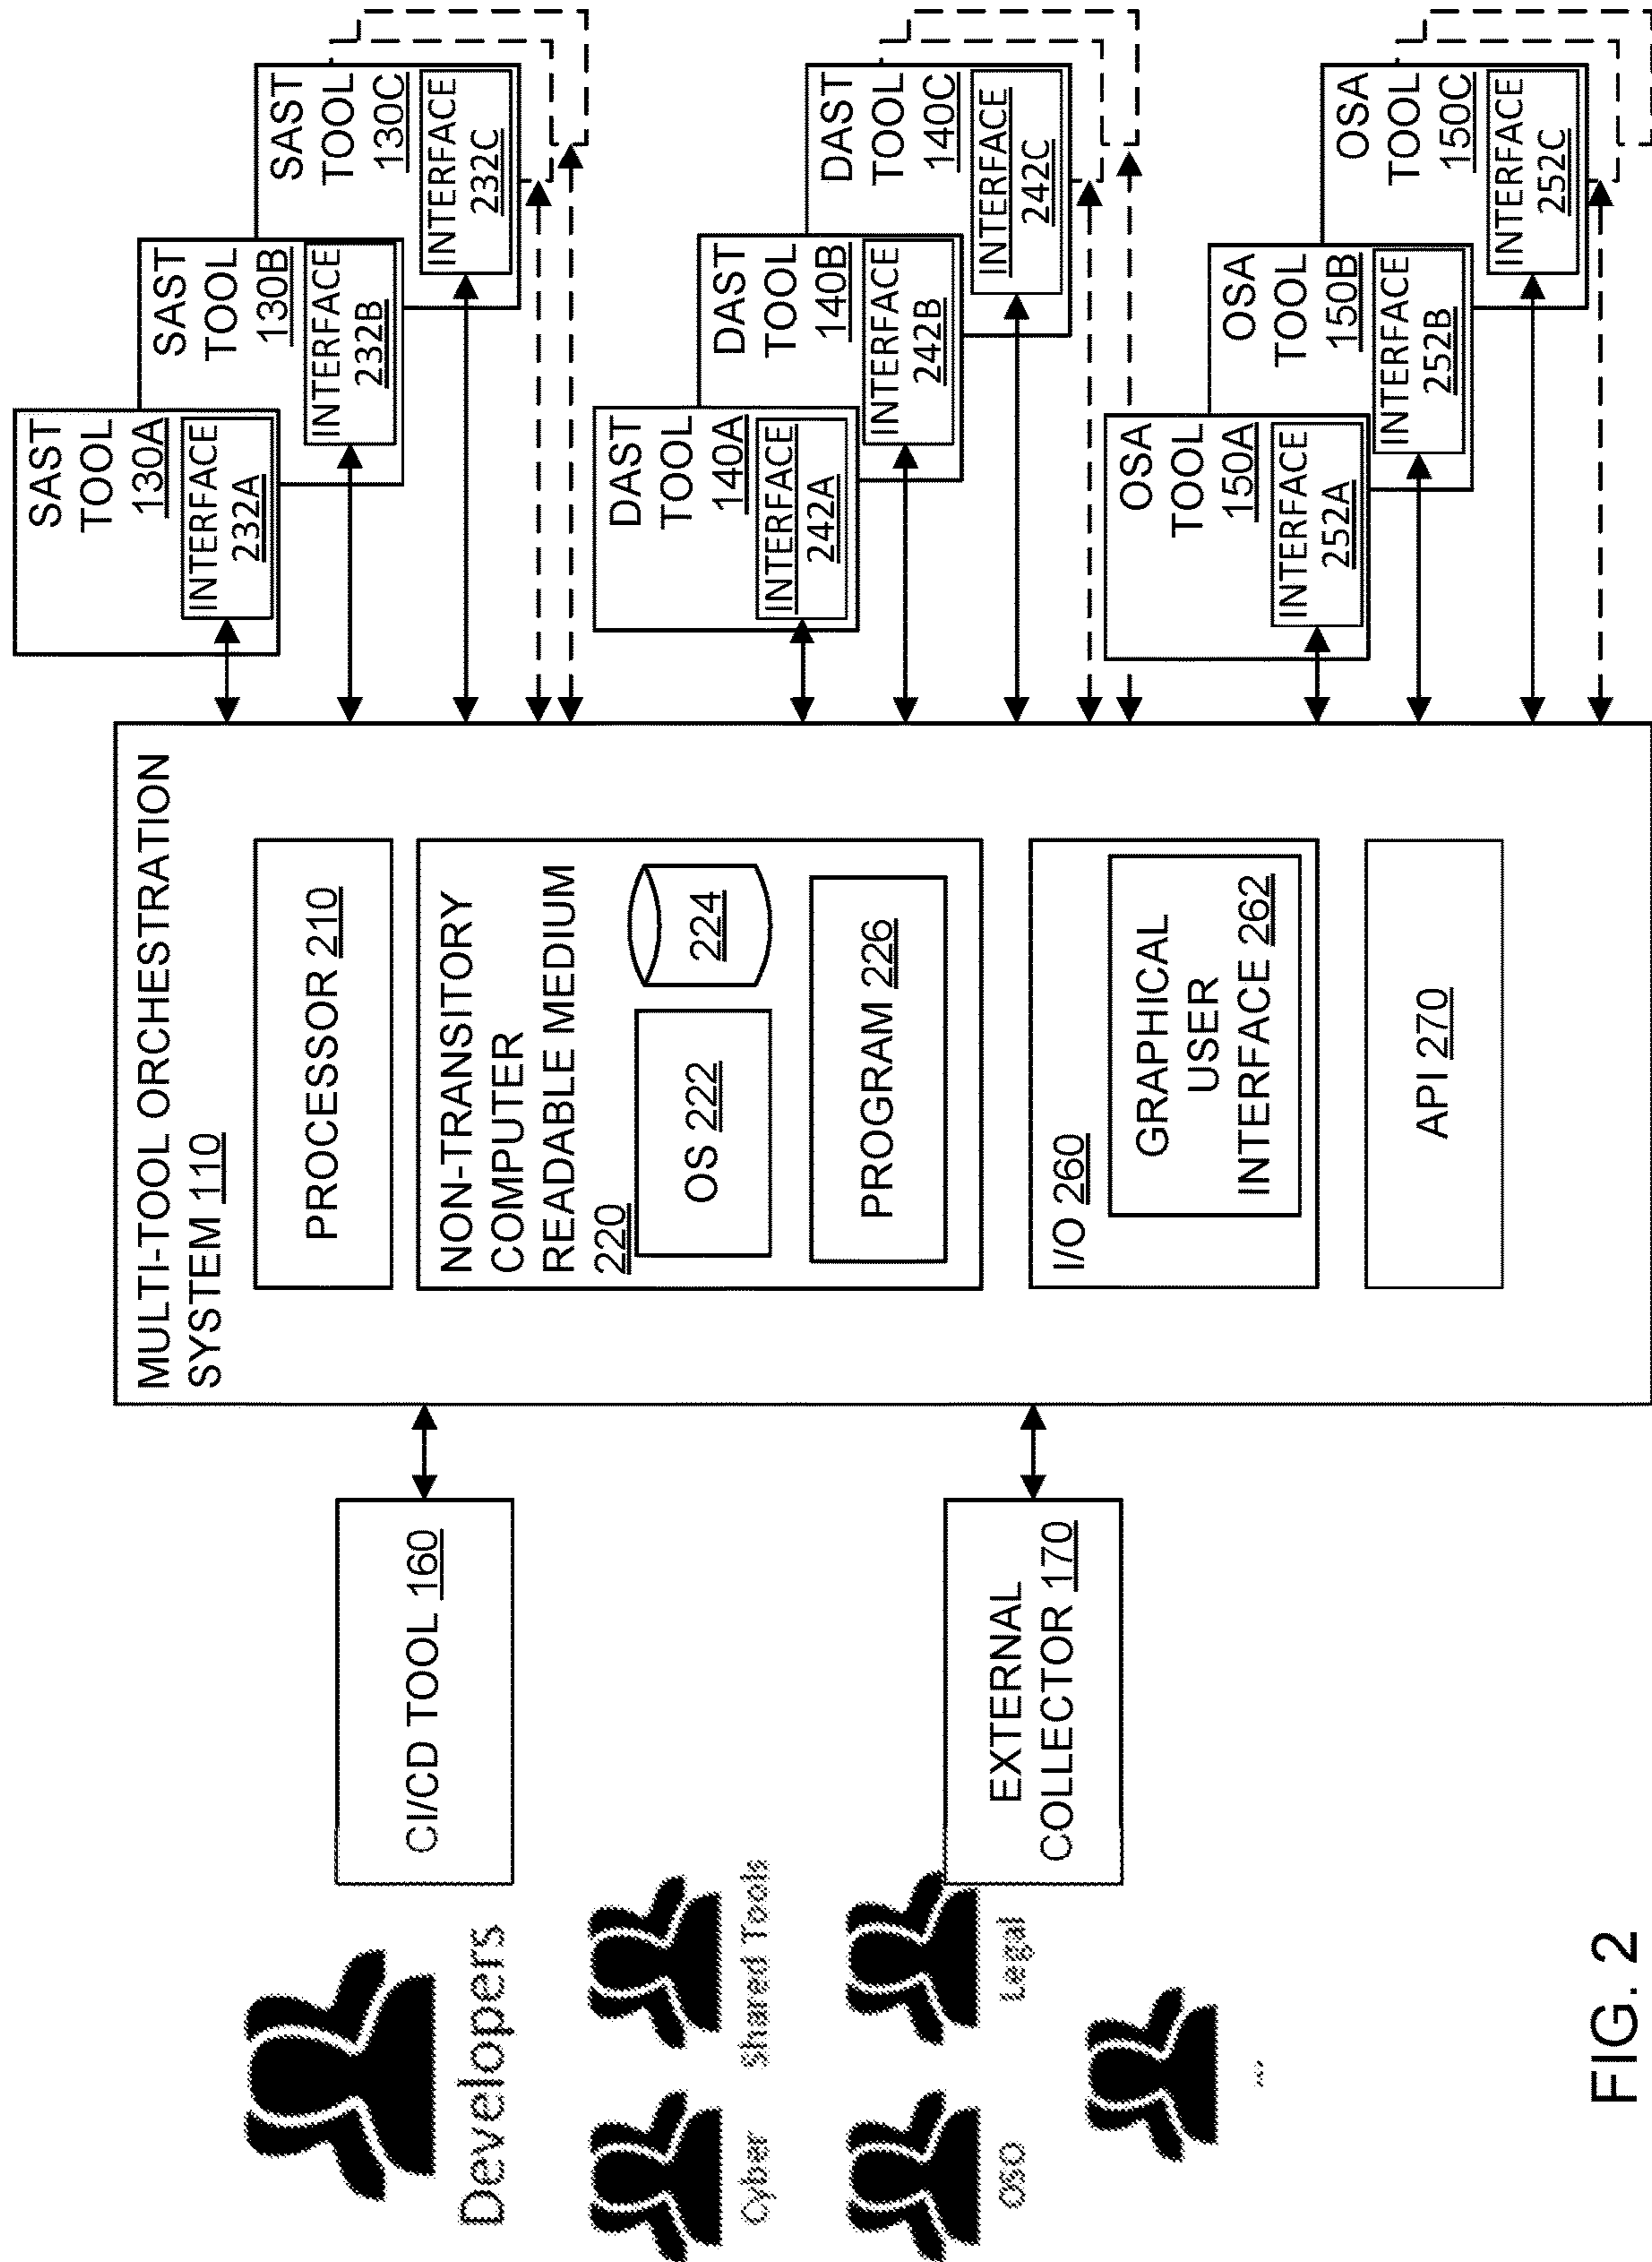 Developers
Cyber
Shared Tools
OSO
Legal
CI/CD TOOL 160
EXTERNAL
COLLECTOR 170
MULTI-TOOL ORCHESTRATION
SYSTEM 110
PROCESSOR 210
NON-TRANSITORY
COMPUTER
READABLE MEDIUM
220
OS 222
224
PROGRAM 226
I/O 260
GRAPHICAL
USER
INTERFACE 262
API 270
SAST
TOOL
130A
INTERFACE
232A
SAST
TOOL
130B
INTERFACE
232B
SAST
TOOL
130C
INTERFACE
232C
DAST
TOOL
140A
INTERFACE
242A
DAST
TOOL
140B
INTERFACE
242B
DAST
TOOL
140C
INTERFACE
242C
OSA
TOOL
150A
INTERFACE
252A
OSA
TOOL
150B
INTERFACE
252B
OSA
TOOL
150C
INTERFACE
252C
FIG. 2